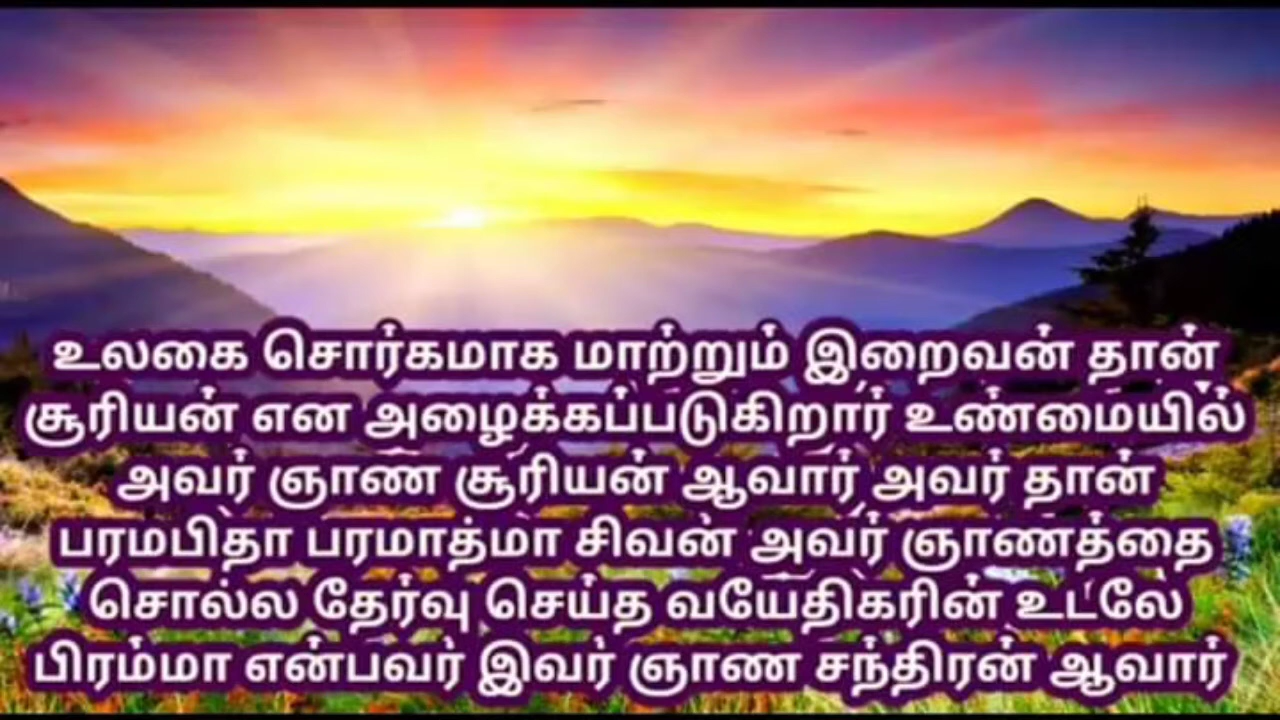 உலகை சொர்கமாக மாற்றும் இறைவன் தான்
சூரியன் என அழைக்கப்படுகிறார் உண்மையில்
அவர் ஞாண சூரியன் ஆவார் அவர் தான்
பரமபிதா பரமாத்மா சிவன் அவர் ஞாணத்தை
சொல்ல தேர்வு செய்த வயேதிகரின் உடலே
பிரம்மா என்பவர் இவர் ஞாண சந்திரன் ஆவார்